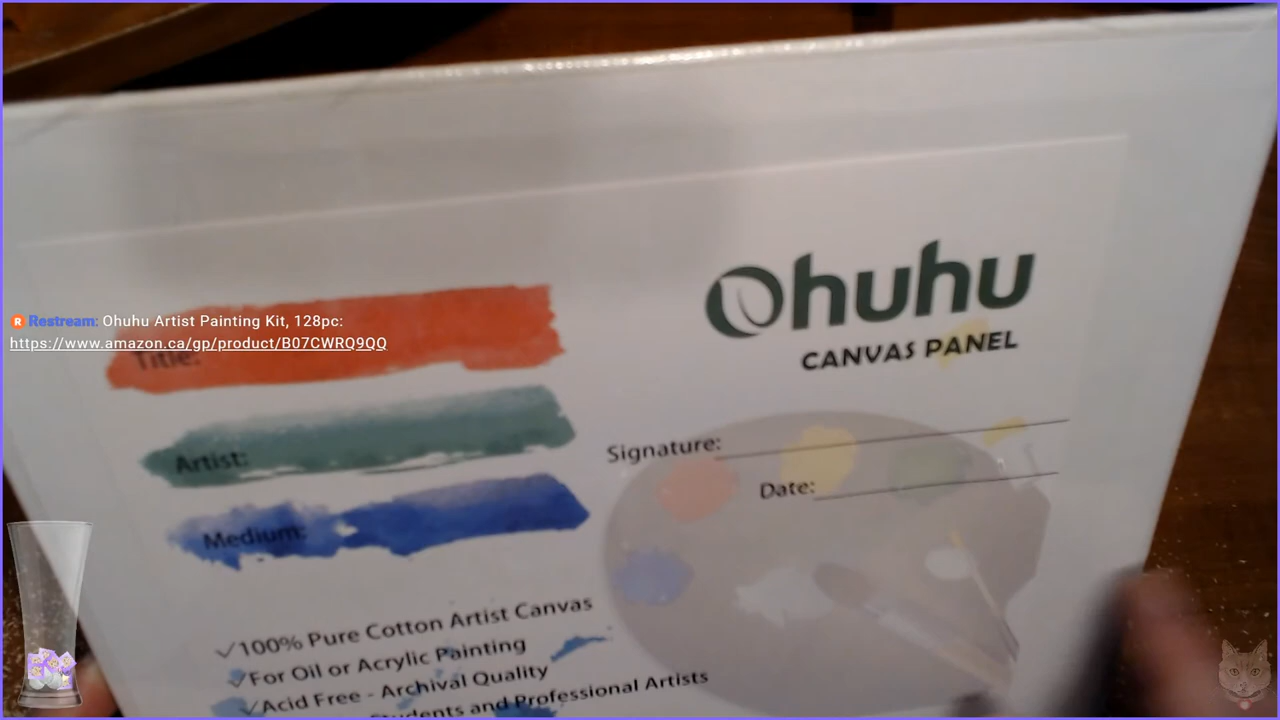 Ohuhu
CANVAS PANEL
Restream: Ohuhu Artist Painting Kit, 128pc:
https://www.amazon.ca/gp/product/B07CWRQ9QQ
Title:
Artist:
Medium:
Signature:
Date:
✓100% Pure Cotton Artist Canvas
✓For Oil or Acrylic Painting
✓Acid Free - Archival Quality
Students and Professional Artists